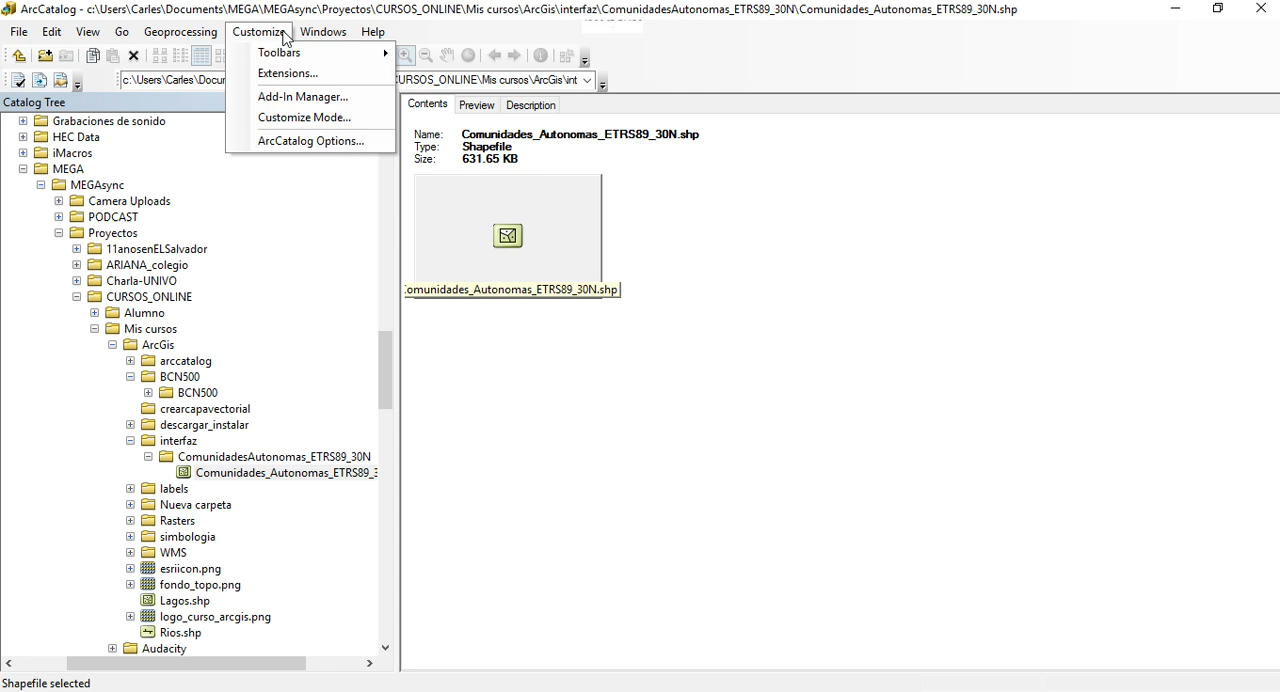 ArcCatalog - c:\Users\Carles\Documents\MEGA\MEGAsync\Proyectos\CURSOS_ONLINE\Mis cursos\ArcGis\interfaz\ComunidadesAutonomas_ETRS89_30N\Comunidades_Autonomas_ETRS89_30N.shp
File Edit View Go Geoprocessing Customize Windows Help
Toolbars
Extensions...
Add-In Manager...
Customize Mode...
ArcCatalog Options...
c:\Users\Carles\Docur
URSOS_ONLINE\Mis cursos\ArcGis\int
Catalog Tree
Grabaciones de sonido
HEC Data
iMacros
MEGA
MEGAsync
Camera Uploads
PODCAST
Proyectos
11anosenELSalvador
ARIANA_colegio
Charla-UNIVO
CURSOS_ONLINE
Alumno
Mis cursos
ArcGis
arccatalog
BCN500
BCN500
crearcapavectorial
descargar_instalar
interfaz
ComunidadesAutonomas_ETRS89_30N
Comunidades_Autonomas_ETRS89_3
labels
Nueva carpeta
Rasters
simbologia
WMS
esriicon.png
fondo_topo.png
Lagos.shp
logo_curso_arcgis.png
Rios.shp
Audacity
Contents Preview Description
Name: Comunidades_Autonomas_ETRS89_30N.shp
Type: Shapefile
Size: 631.65 KB
omunidades_Autonomas_ETRS89_30N.shp
Shapefile selected